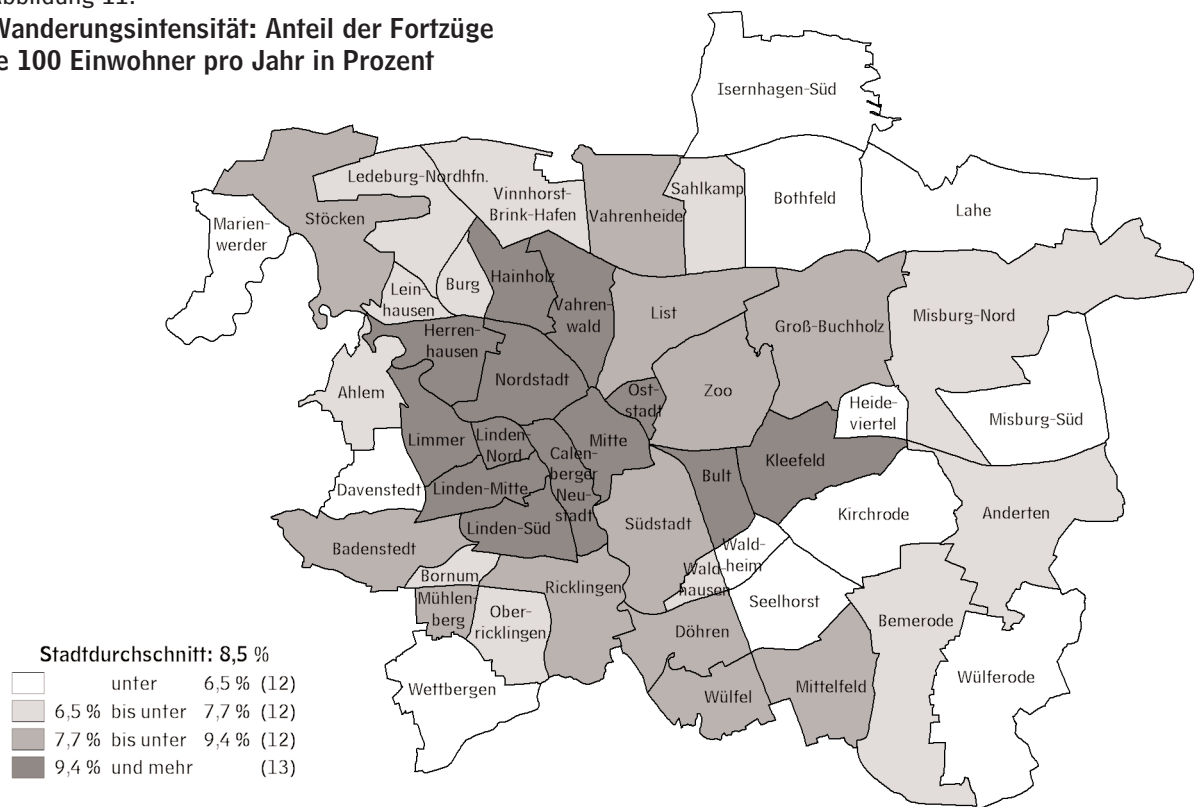 Abbildung 11:
Wanderungsintensität: Anteil der Fortzüge
je 100 Einwohner pro Jahr in Prozent
Isernhagen-Süd
Ledeburg-Nordhfn.
Vinnhorst-
Brink-Hafen
Sahlkamp
Bothfeld
Lahe
Marien-
werder
Stöcken
Vahrenheide
Lein-
hausen
Burg
Hainholz
Vahren-
wald
List
Groß-Buchholz
Misburg-Nord
Herren-
hausen
Nordstadt
Ahlem
Ost-
stadt
Zoo
Heide-
viertel
Misburg-Süd
Limmer
Linden-
Nord
Mitte
Calen-
berger
Neu-
stadt
Kleefeld
Bult
Davenstedt
Linden-Mitte
Linden-Süd
Südstadt
Kirchrode
Anderten
Badenstedt
Wald-
heim
Wald-
hausen
Bornum
Ricklingen
Mühlen-
berg
Ober-
ricklingen
Seelhorst
Döhren
Bemerode
Wettbergen
Wülfel
Mittelfeld
Wülferode
Stadtdurchschnitt: 8,5 %
unter 6,5 % (12)
6,5 % bis unter 7,7 % (12)
7,7 % bis unter 9,4 % (12)
9,4 % und mehr (13)